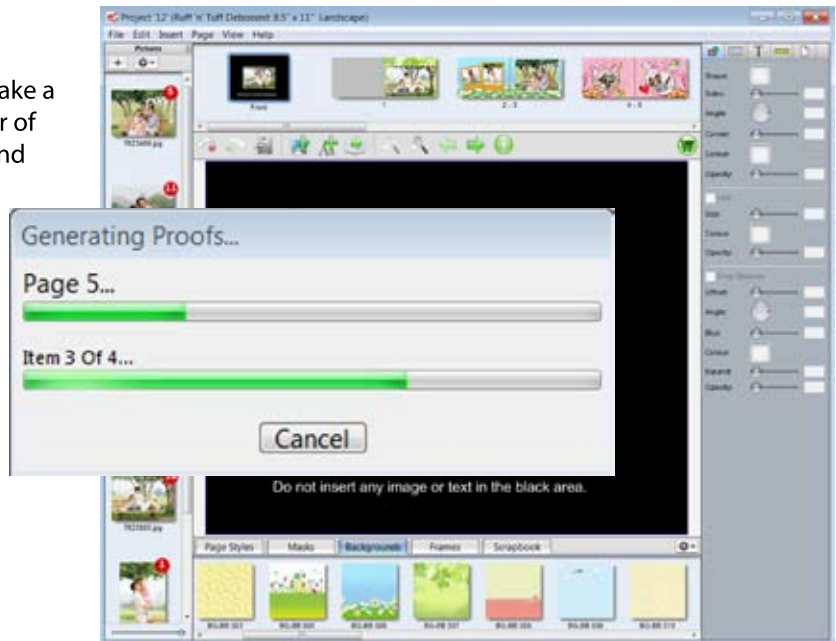 ake a
r of
nd
Project '12' (Ruff 'n' Tuff Debossed 8.5" x 11" Landscape)
File Edit Insert Page View Help
Pictures
Front
1
2 - 3
4 - 5
T
Generating Proofs...
Page 5...
Item 3 Of 4...
Cancel
Do not insert any image or text in the black area.
Shape
Sides
Angle
Corner
Colour
Opacity
Size
Colour
Opacity
Drop Shadow
Offset
Angle
Blur
Colour
Expand
Opacity
Page Styles Masks Backgrounds Frames Scrapbook